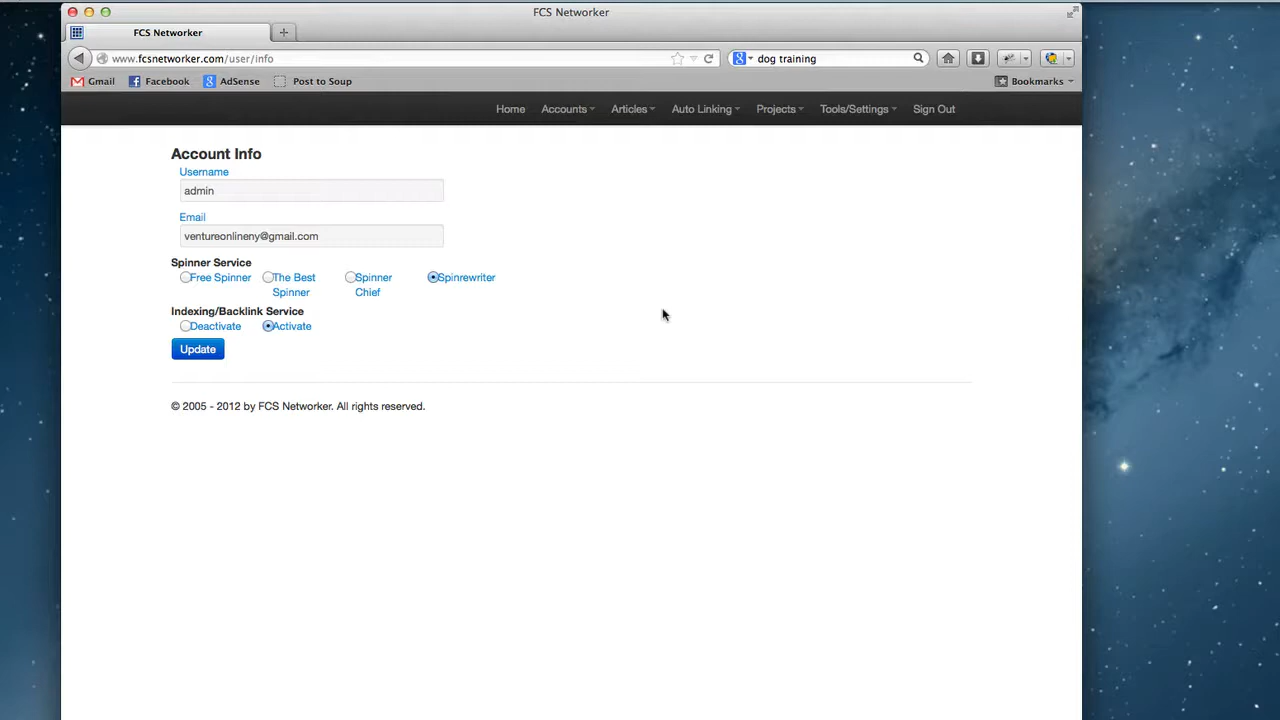 FCS Networker
FCS Networker
www.fcsnetworker.com/user/info
dog training
Gmail Facebook AdSense Post to Soup Bookmarks
Home Accounts Articles Auto Linking Projects Tools/Settings Sign Out
Account Info
Username
admin
Email
ventureonlineny@gmail.com
Spinner Service
Free Spinner The Best Spinner Spinner Chief Spinrewriter
Indexing/Backlink Service
Deactivate Activate
Update
© 2005 - 2012 by FCS Networker. All rights reserved.